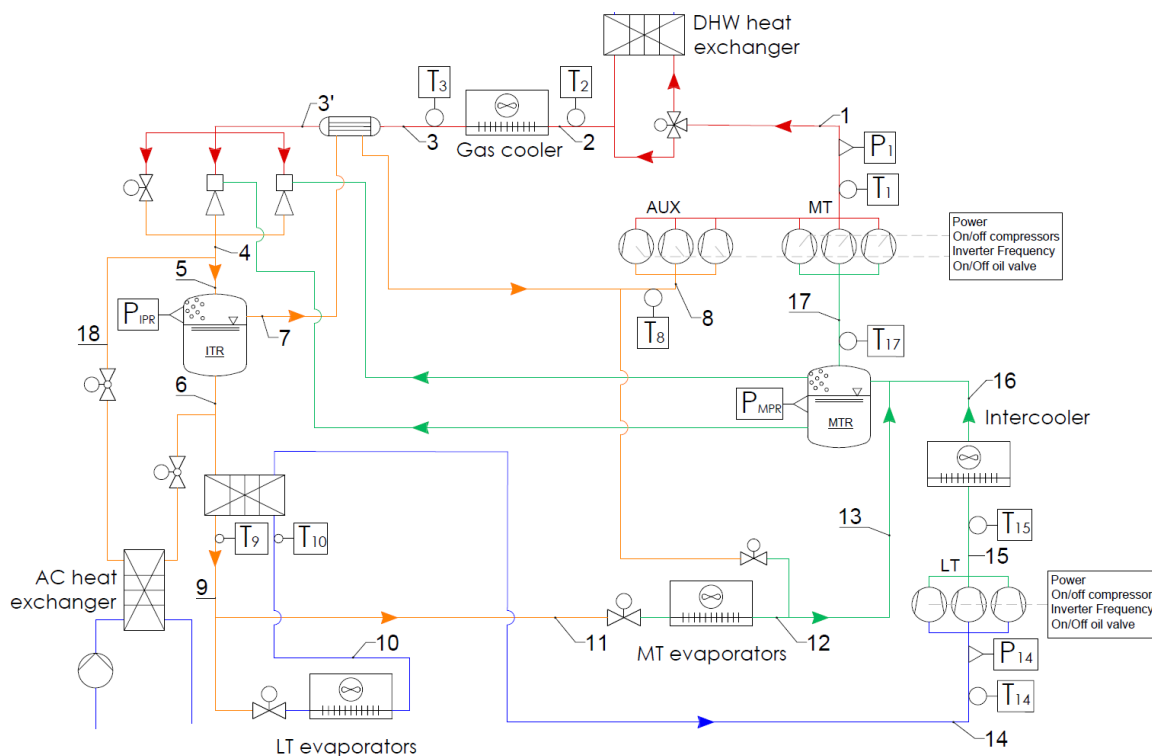 DHW heat
exchanger
T3
T2
3'
3
Gas cooler
2
1
P1
T1
AUX
MT
Power
On/off compressors
Inverter Frequency
On/Off oil valve
4
5
PIPR
ITR
7
18
6
8
T8
17
T17
PMPR
MTR
16
Intercooler
T9
T10
13
T15
15
LT
Power
On/off compressor
Inverter Frequency
On/Off oil valve
AC heat
exchanger
9
10
11
12
MT evaporators
P14
T14
14
LT evaporators